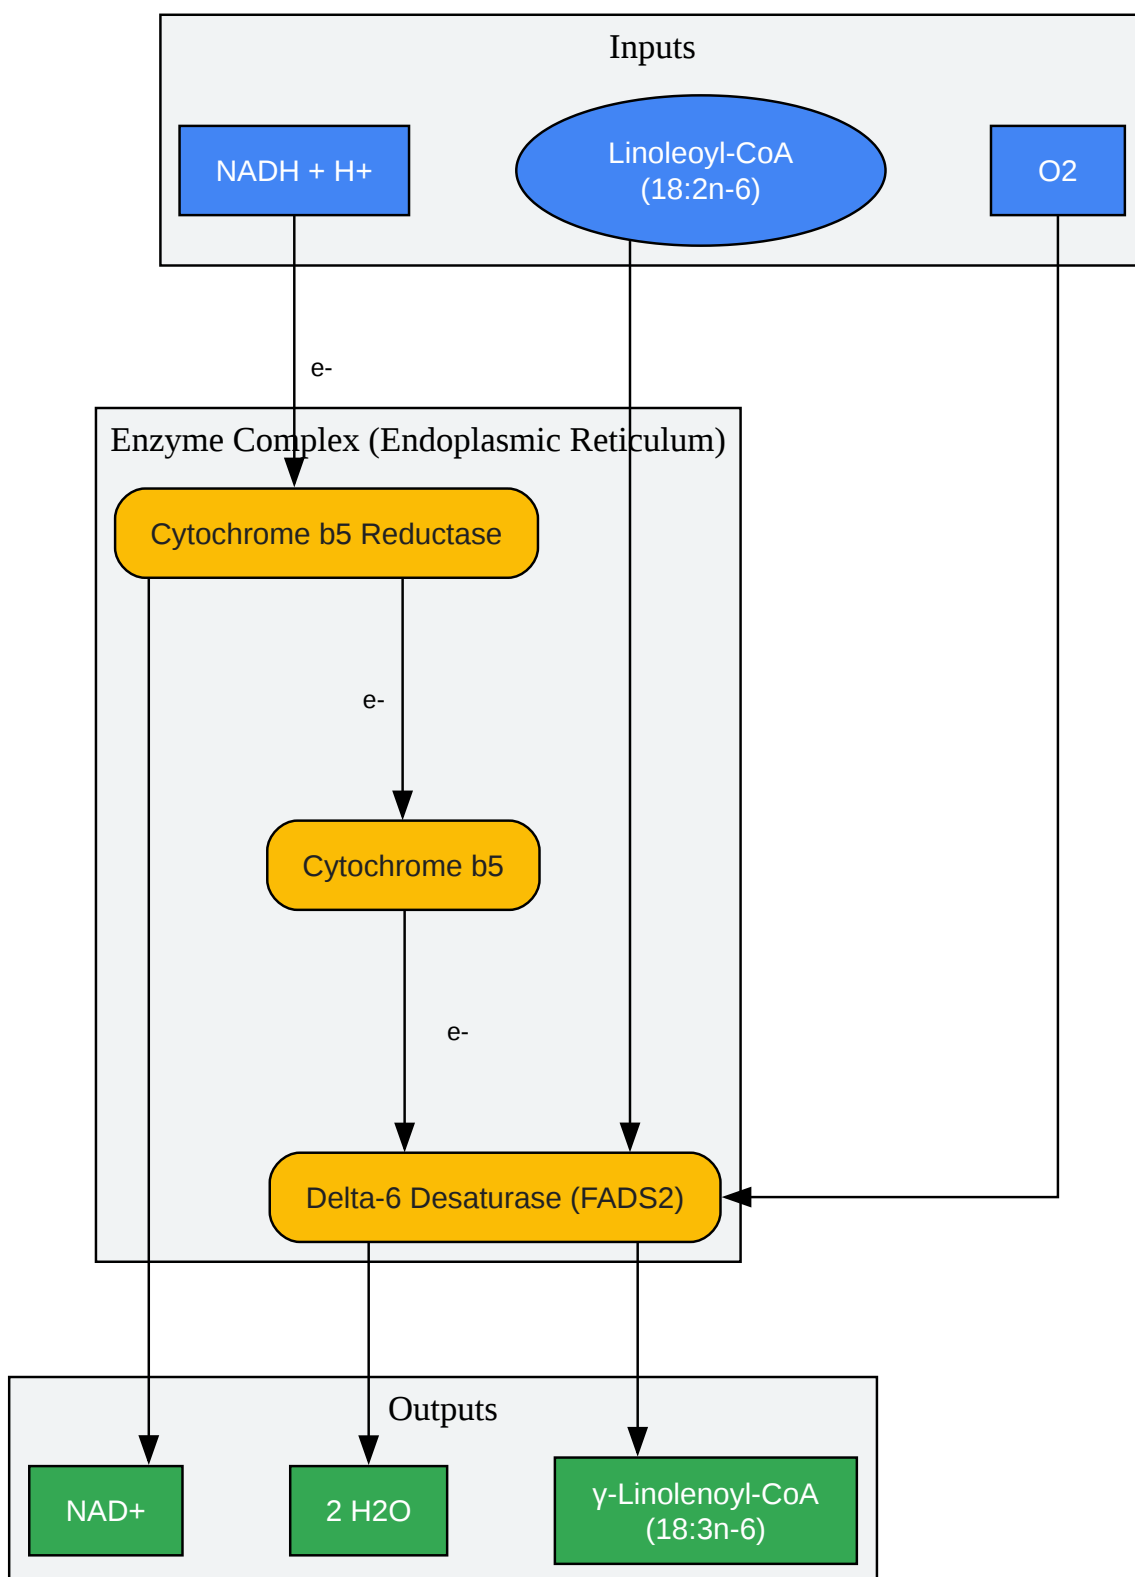 Inputs
NADH + H+
Linoleoyl-CoA
(18:2n-6)
O2
e-
Enzyme Complex (Endoplasmic Reticulum)
Cytochrome b5 Reductase
e-
Cytochrome b5
e-
Delta-6 Desaturase (FADS2)
Outputs
NAD+
2 H2O
γ-Linolenoyl-CoA
(18:3n-6)